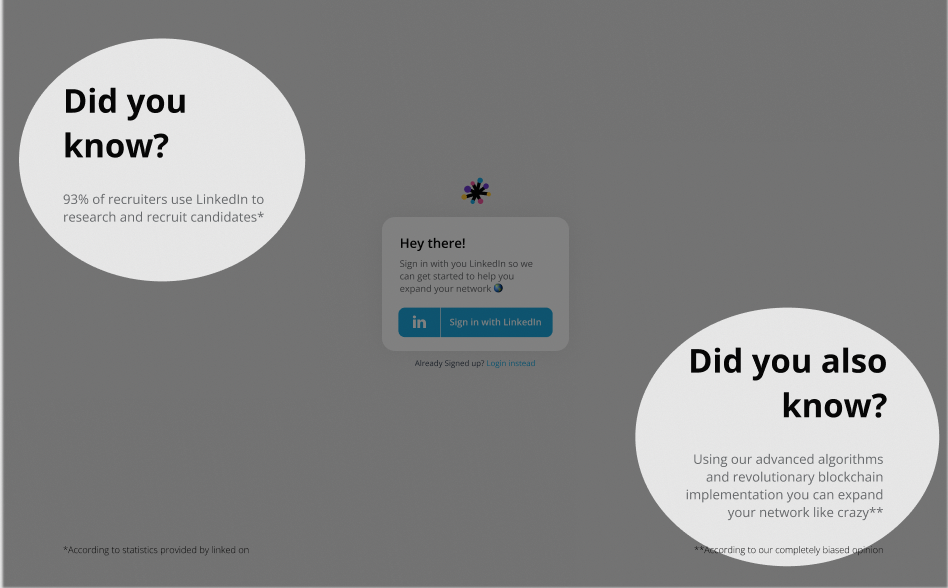 Did you
know?
93% of recruiters use LinkedIn to
research and recruit candidates*
Hey there!
Sign in with you LinkedIn so we
can get started to help you
expand your network
in
Sign in with LinkedIn
Already Signed up? Login instead
Did you also
know?
Using our advanced algorithms
and revolutionary blockchain
implementation you can expand
your network like crazy**
*According to statistics provided by linked on
**According to our completely biased opinion